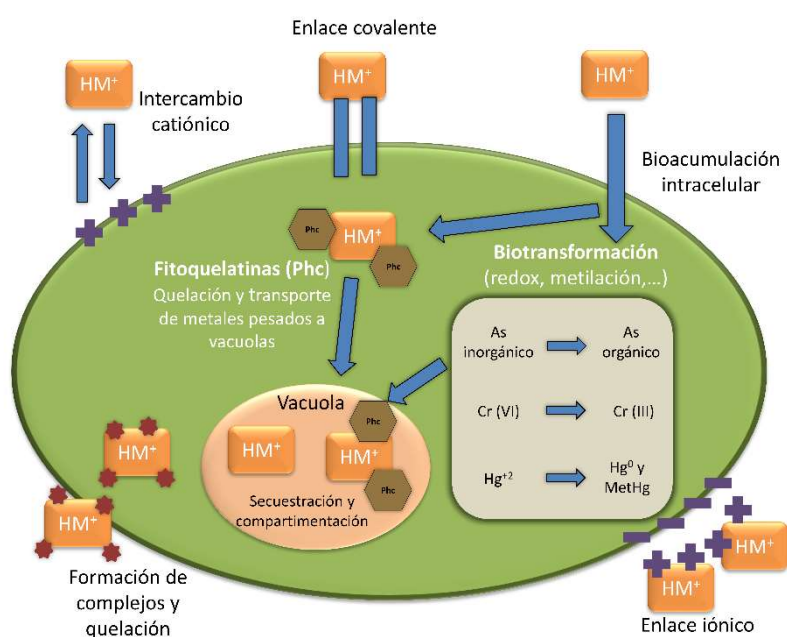 Enlace covalente
HM⁺
HM⁺
HM⁺
Intercambio
catiónico
Bioacumulación
intracelular
Phc
HM⁺
Phc
Fitoquelatinas (Phc)
Quelación y transporte
de metales pesados a
vacuolas
Biotransformación
(redox, metilación,...)
As
inorgánico
As
orgánico
Cr (VI)
Cr (III)
Hg⁺²
Hg⁰ y
MetHg
Vacuola
Phc
HM⁺
HM⁺
Phc
Secuestración y
compartimentación
HM⁺
HM⁺
Formación de
complejos y
quelación
HM⁺
HM⁺
Enlace iónico